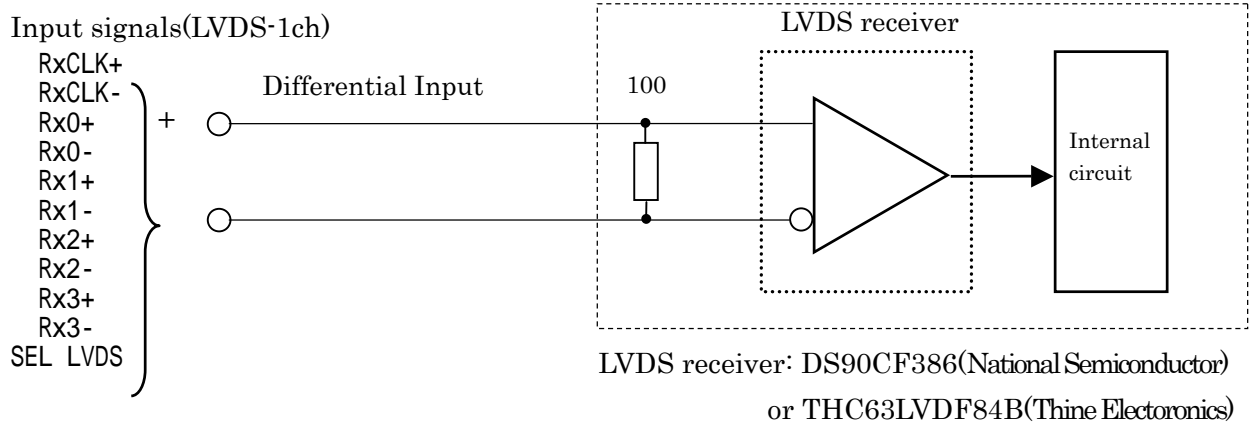 Input signals(LVDS-1ch)
RxCLK+
RxCLK-
Rx0+
Rx0-
Rx1+
Rx1-
Rx2+
Rx2-
Rx3+
Rx3-
SEL LVDS
+
Differential Input
100
LVDS receiver
Internal
circuit
LVDS receiver: DS90CF386(National Semiconductor)
or THC63LVDF84B(Thine Electoronics)